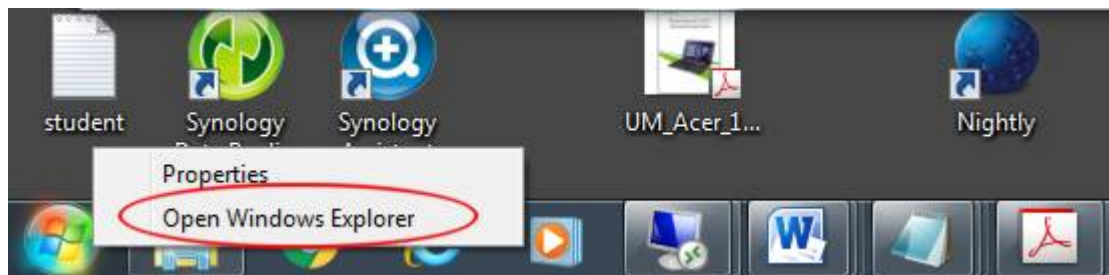 student
Synology
Synology
UM_Acer_1...
Nightly
Properties
Open Windows Explorer
W